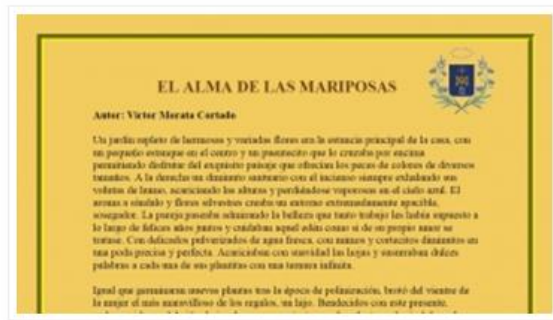 EL ALMA DE LAS MARIPOSAS
Autor: Víctor Morata Cortado
Un jardín repleto de hermosas y variadas flores era la estancia principal de la casa, con
un pequeño estanque en el centro y un puentecito que lo cruzaba por encima
permitiendo disfrutar del exquisito paisaje que ofrecían los peces de colores de diversos
tamaños. A la derecha un diminuto santuario con el incienso siempre exhalando sus
volutas de humo, acariciando las alturas y perdiéndose vaporosas en el cielo azul. El
aroma a sándalo y flores silvestres creaba un entorno extremadamente apacible,
sosegador. La pareja paseaba admirando la belleza que tanto trabajo les había supuesto a
lo largo de felices años juntos y cuidaban aquel edén como si de su propio amor se
tratase. Con delicados pulverizados de agua fresca, con mimos y cortecitos diminutos en
una poda precisa y perfecta. Acariciaban con suavidad las hojas y susurraban dulces
palabras a cada una de sus plantitas con una ternura infinita.
Igual que germinaran nuevas plantas tras la época de polinización, brotó del vientre de
la mujer el más maravilloso de los regalos, un hijo. Bendecidos con este presente,